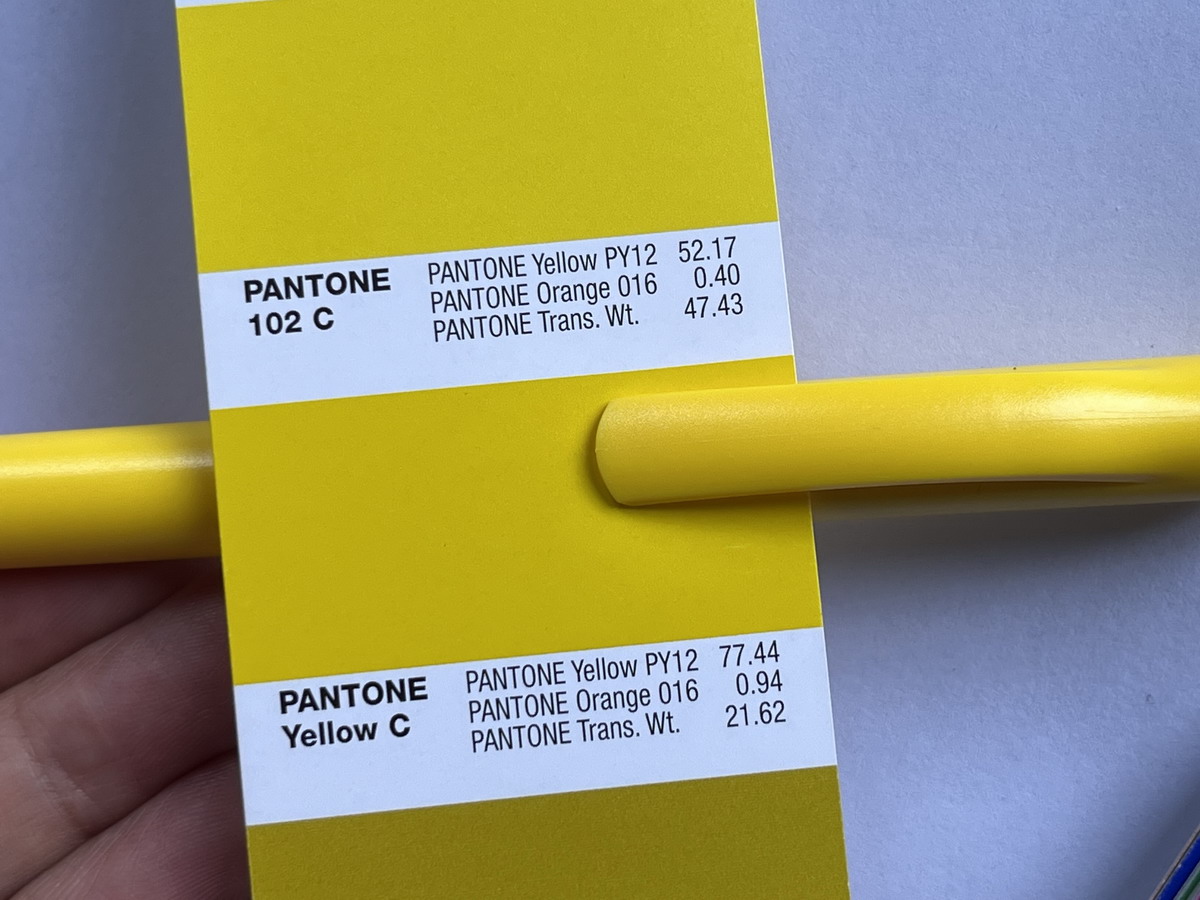 PANTONE
102 C
PANTONE Yellow PY12 52.17
PANTONE Orange 016 0.40
PANTONE Trans. Wt. 47.43
PANTONE
Yellow C
PANTONE Yellow PY12 77.44
PANTONE Orange 016 0.94
PANTONE Trans. Wt. 21.62